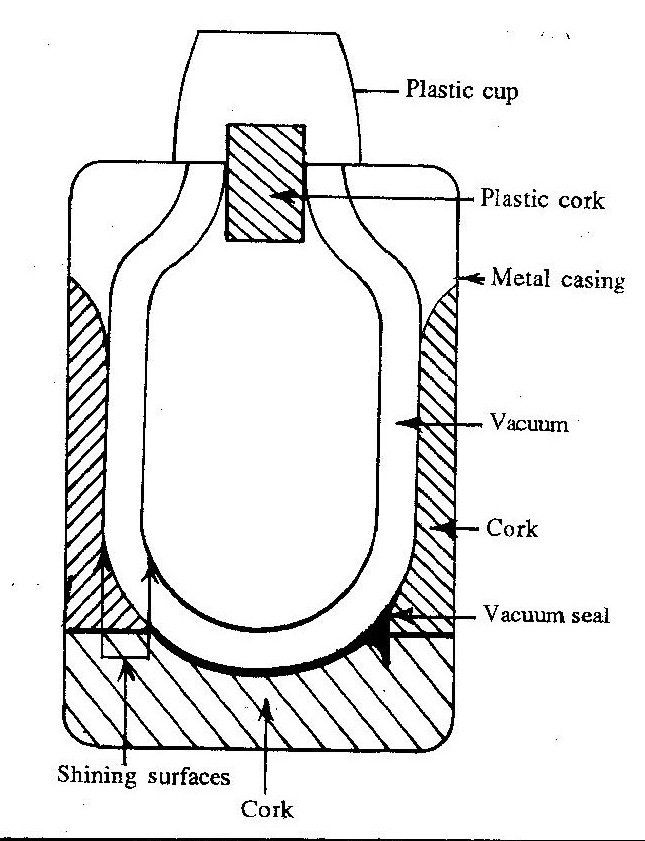 Plastic cup
Plastic cork
Metal casing
Vacuum
Cork
Vacuum seal
Shining surfaces
Cork